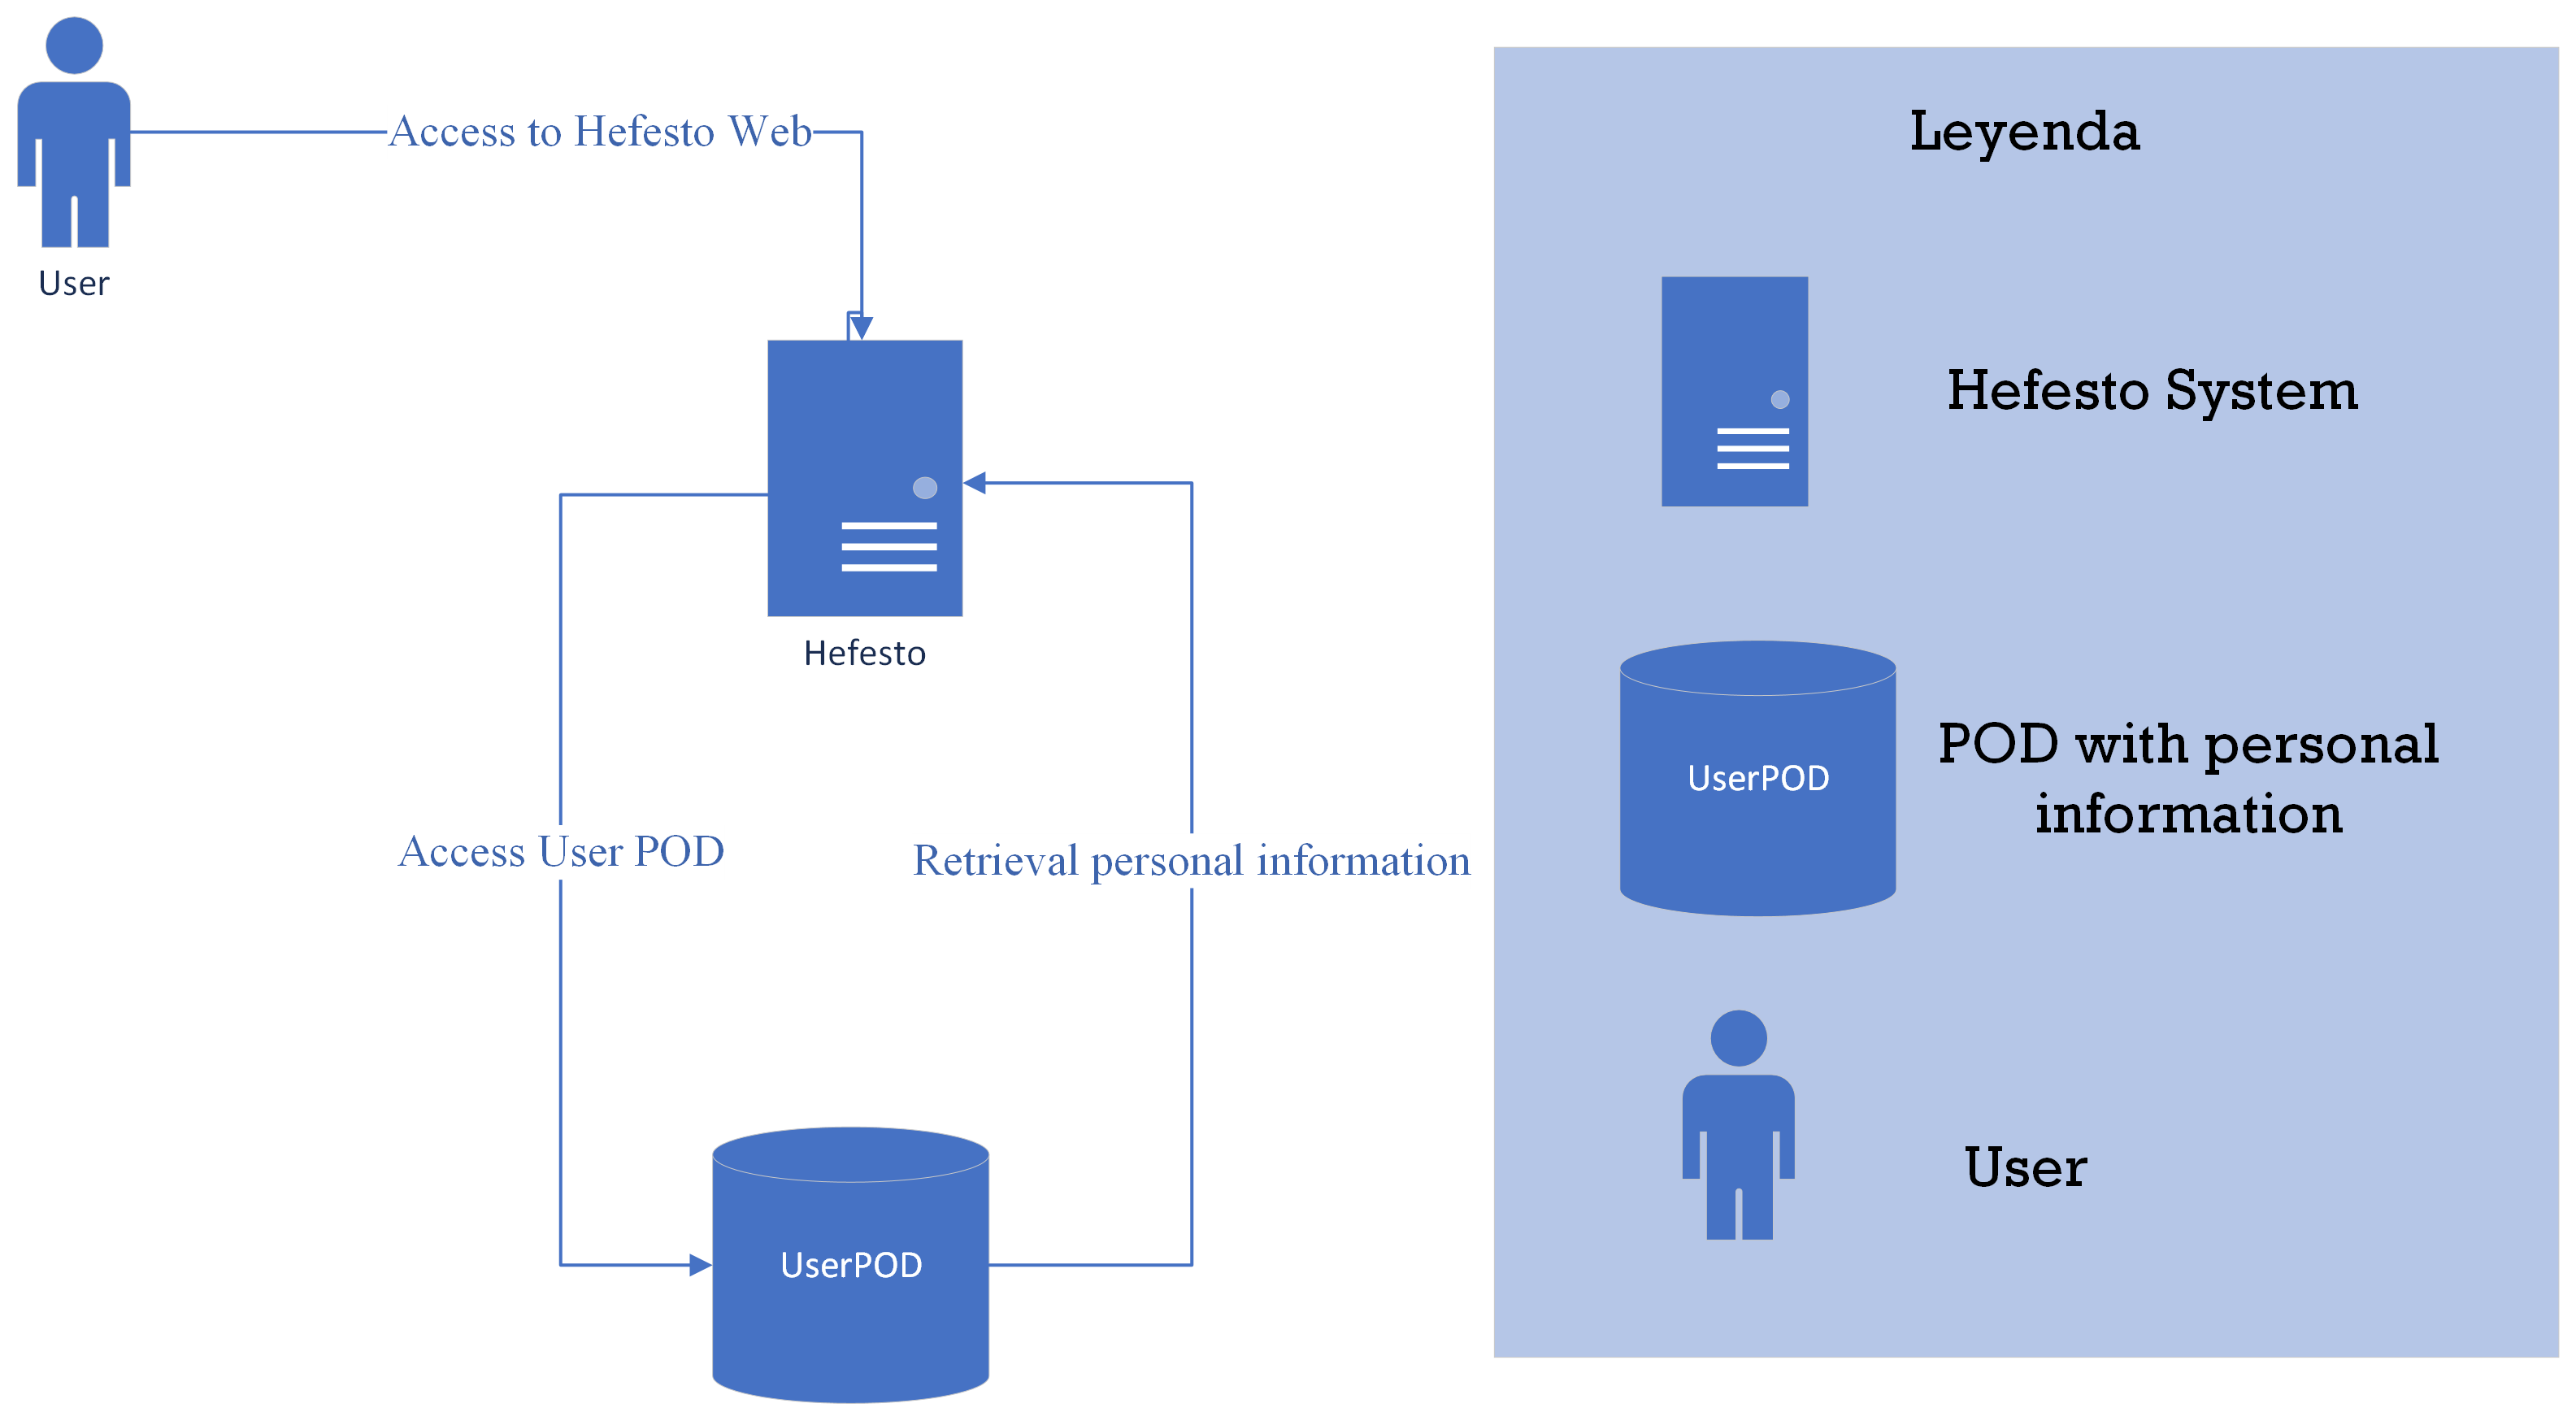 Access to Hefesto Web
User
Hefesto
Access User POD
Retrieval personal information
UserPOD
Leyenda
Hefesto System
UserPOD
POD with personal
information
User